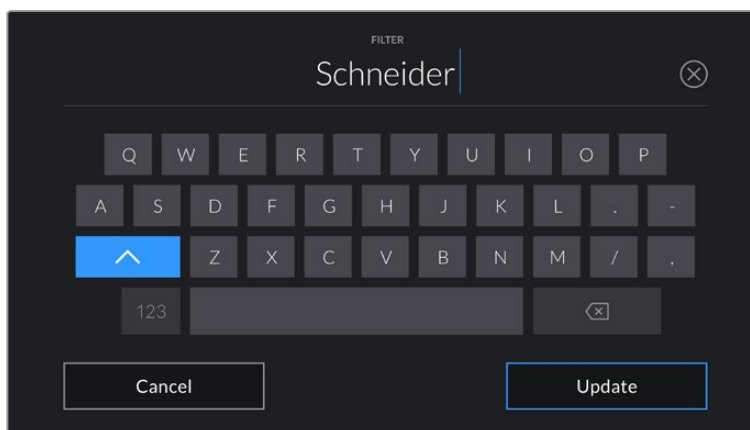 FILTER
Schneider
Q W E R T Y U I O P
A S D F G H J K L . -
Z X C V B N M / ,
123
Cancel Update